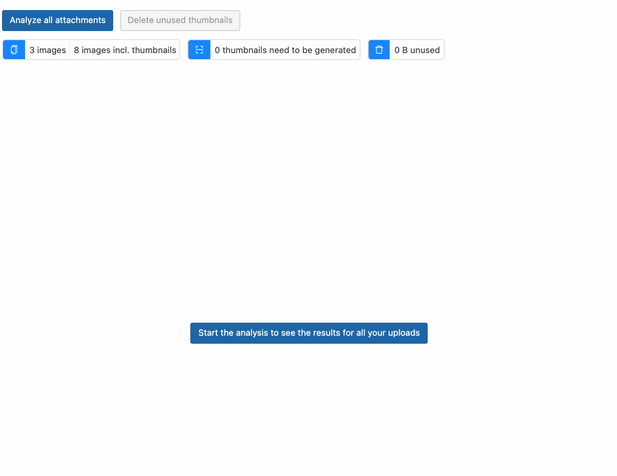 Analyze all attachments Delete unused thumbnails
3 images 8 images incl. thumbnails 0 thumbnails need to be generated 0 B unused
Start the analysis to see the results for all your uploads